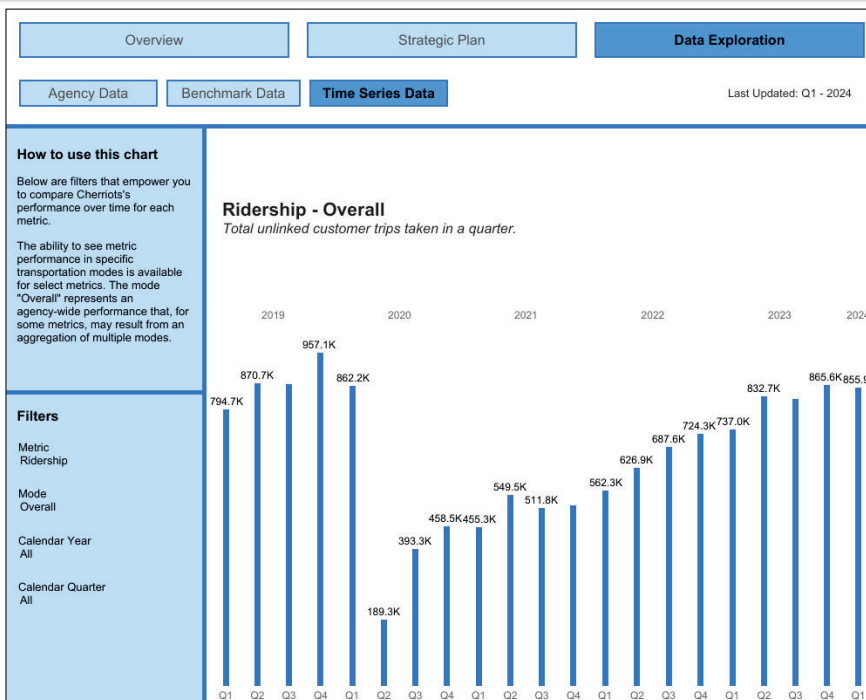 Overview
Strategic Plan
Data Exploration
Agency Data
Benchmark Data
Time Series Data
Last Updated: Q1 - 2024
How to use this chart
Below are filters that empower you
to compare Cherriots's
performance over time for each
metric.
The ability to see metric
performance in specific
transportation modes is available
for select metrics. The mode
"Overall" represents an
agency-wide performance that, for
some metrics, may result from an
aggregation of multiple modes.
Filters
Metric
Ridership
Mode
Overall
Calendar Year
All
Calendar Quarter
All
Ridership - Overall
Total unlinked customer trips taken in a quarter.
2019 2020 2021 2022 2023 2024
794.7K 870.7K 957.1K 862.2K 189.3K 393.3K 458.5K 455.3K 549.5K 511.8K 562.3K 626.9K 687.6K 724.3K 737.0K 832.7K 865.6K 855.9
Q1 Q2 Q3 Q4 Q1 Q2 Q3 Q4 Q1 Q2 Q3 Q4 Q1 Q2 Q3 Q4 Q1 Q2 Q3 Q4 Q1